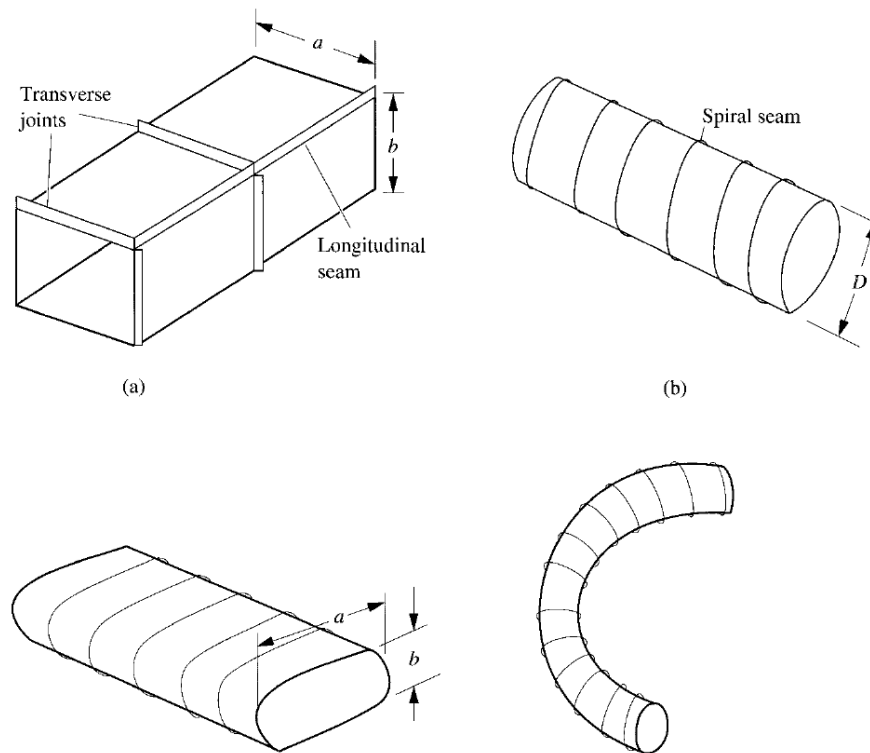 a
Transverse
joints
b
Longitudinal
seam
(a)
Spiral seam
D
(b)
a
b